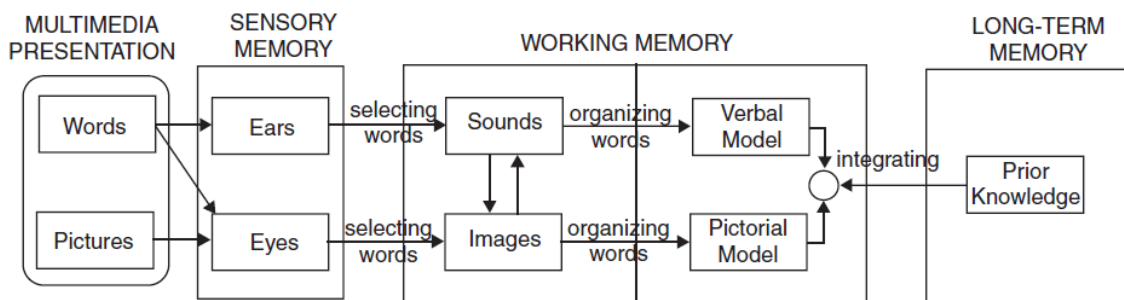 MULTIMEDIA
PRESENTATION
SENSORY
MEMORY
WORKING MEMORY
LONG-TERM
MEMORY
Words
Ears
selecting
words
Sounds
organizing
words
Verbal
Model
integrating
Prior
Knowledge
Pictures
Eyes
selecting
words
Images
organizing
words
Pictorial
Model